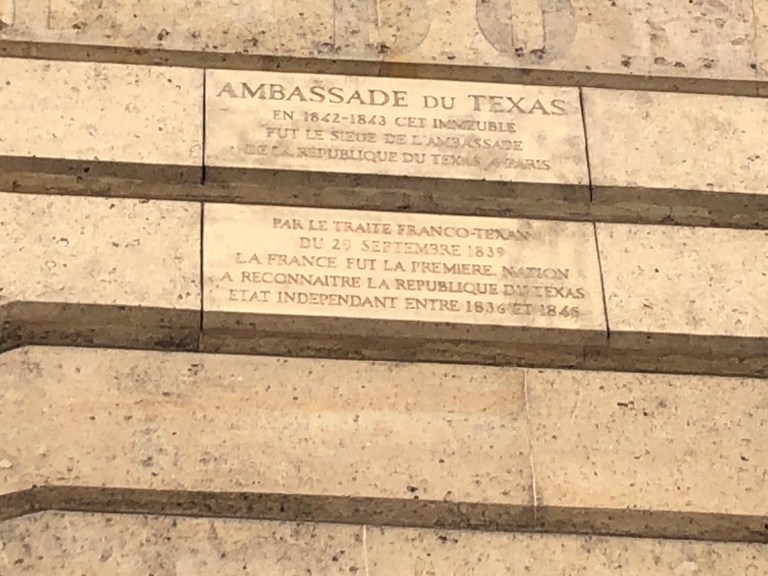 DU
AMBASSADE DU TEXAS
EN 1842-1843 CET IMMEUBLE
FUT LE SIEGE DE L'AMBASSADE
DE LA REPUBLIQUE DU TEXAS A PARIS
PAR LE TRAITE FRANCO-TEXAN
DU 29 SEPTEMBRE 1839
LA FRANCE FUT LA PREMIERE NATION
A RECONNAITRE LA REPUBLIQUE DU TEXAS
ETAT INDEPENDANT ENTRE 1836 ET 1846